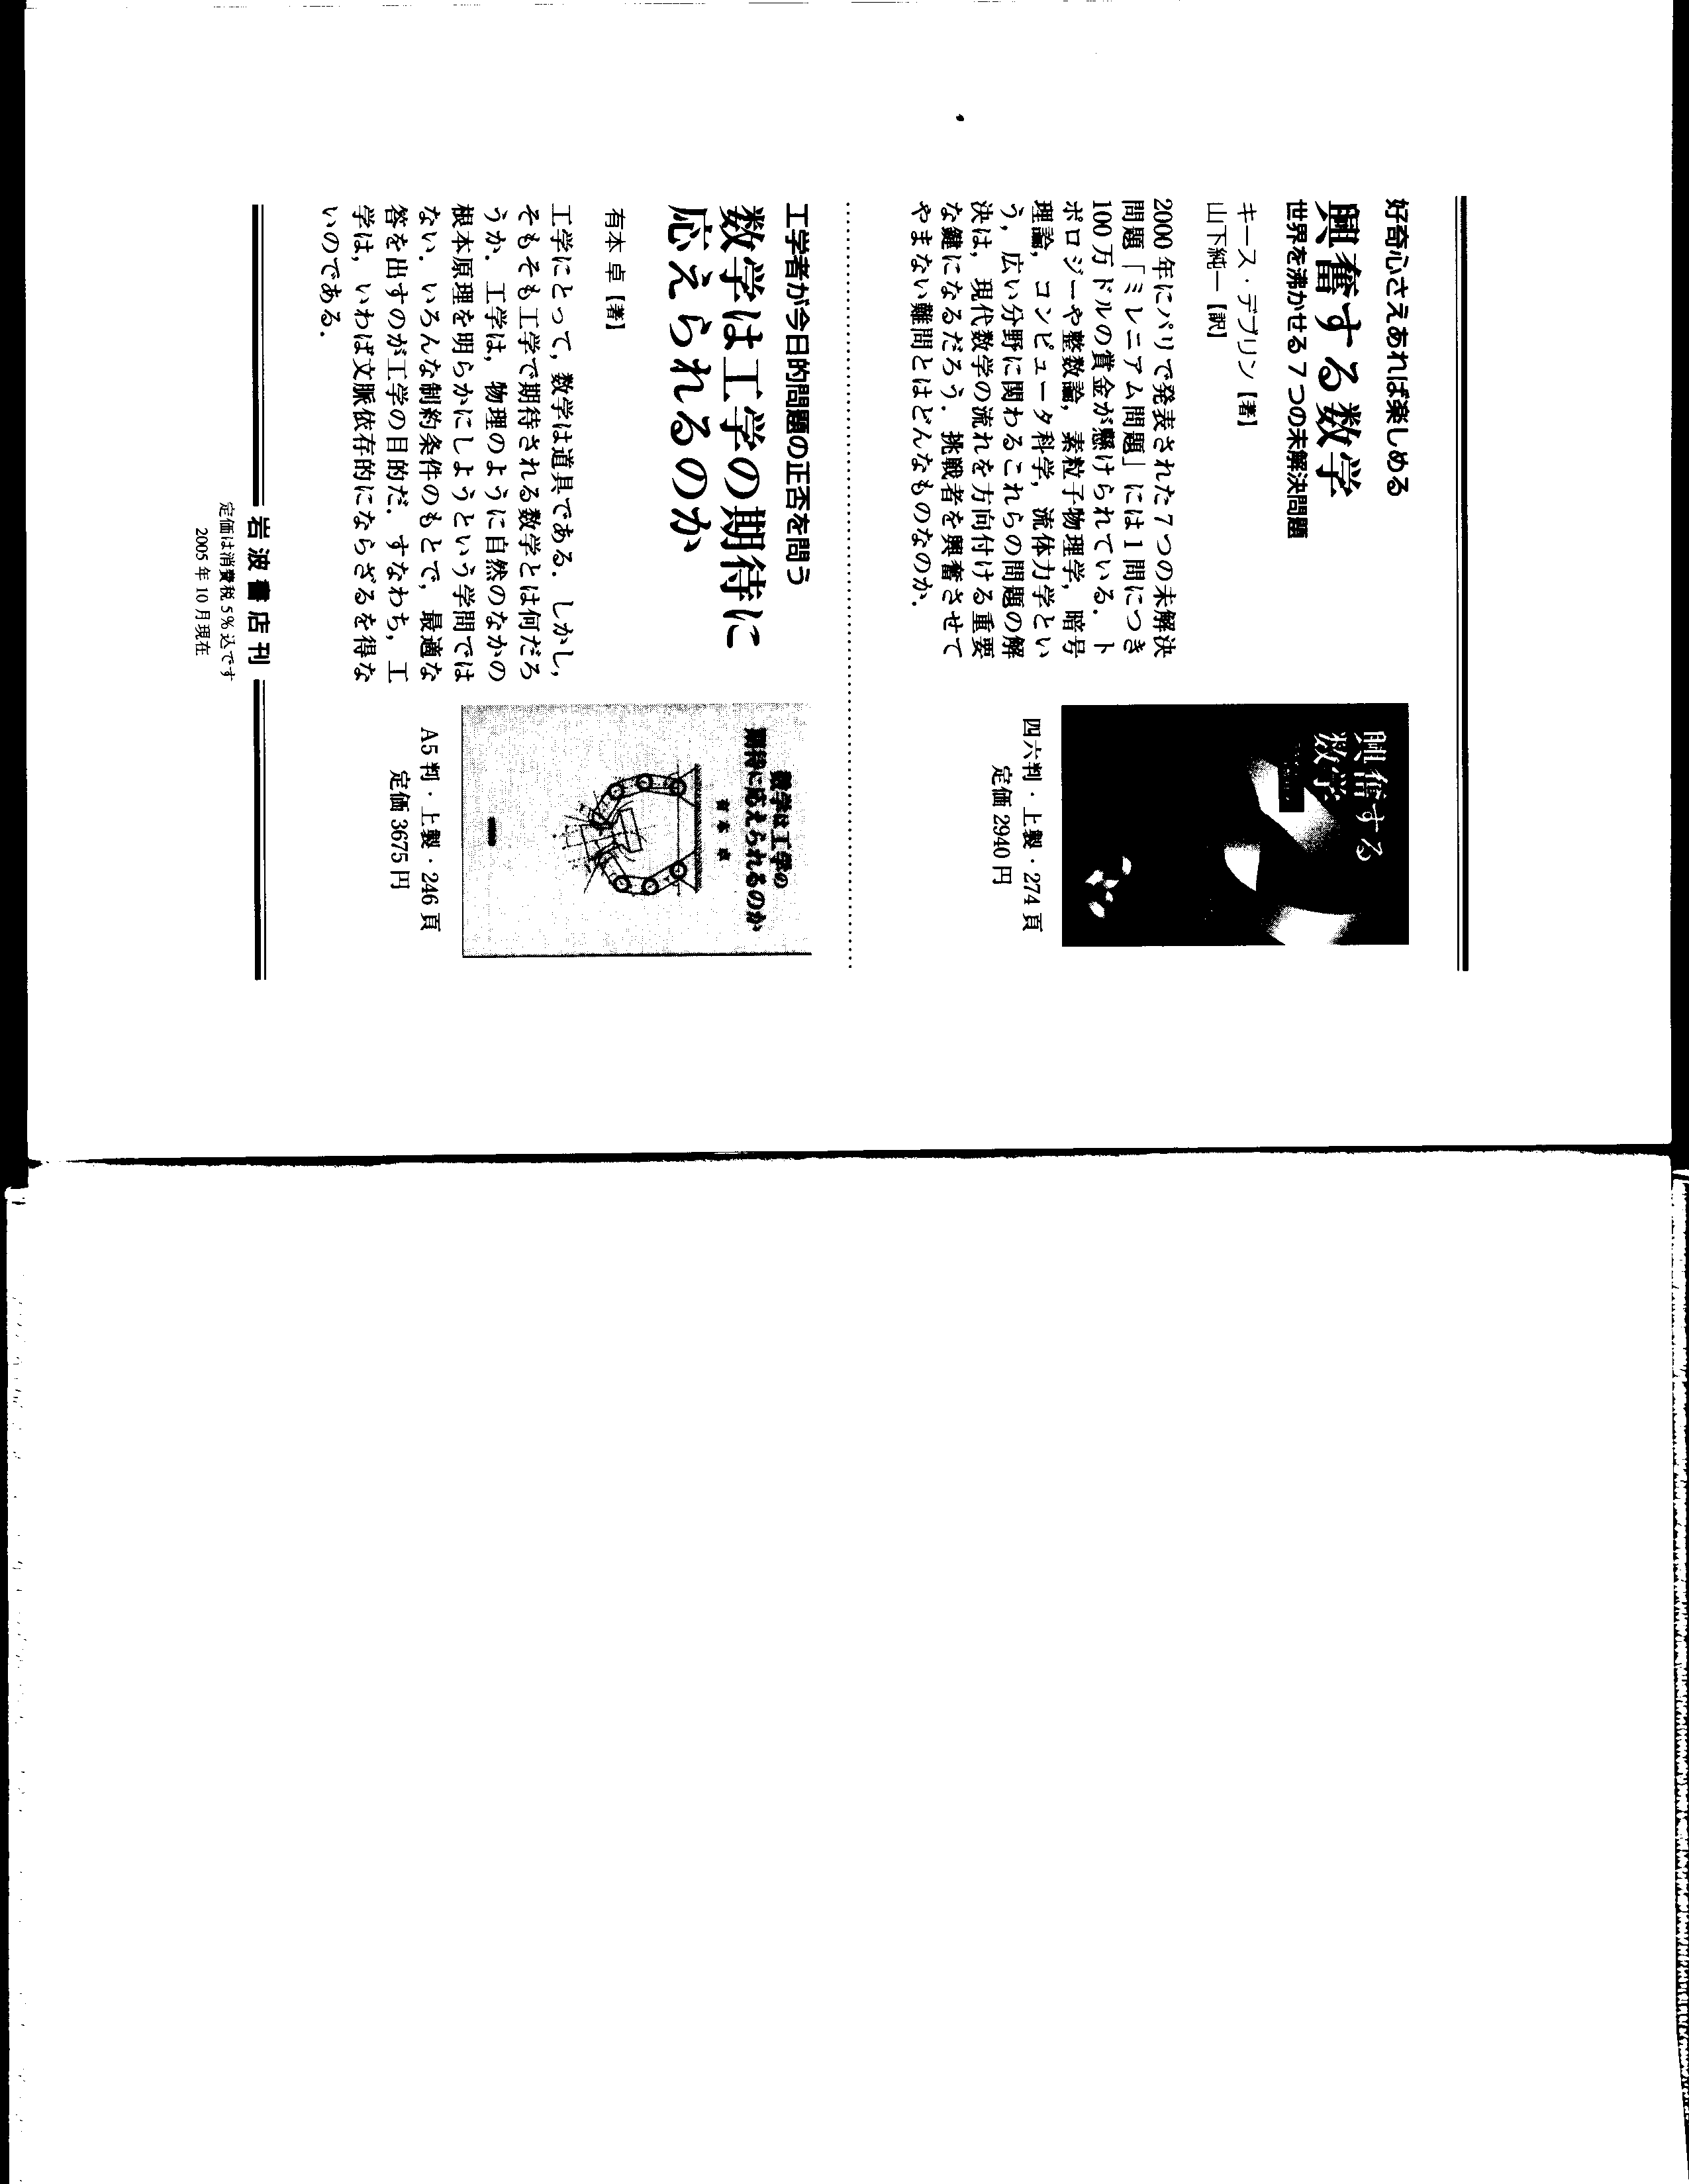 好奇心さえあれば楽しめる
興奮する数学
世界を沸かせる7つの未解決問題
キース・デブリン【著】
山下純一【訳】
2000年にパリで発表された7つの未解決
問題「ミレニアム問題」には1問につき
100万ドルの賞金が懸けられている．ト
ポロジーや整数論，素粒子物理学，暗号
理論，コンピュータ科学，流体力学とい
う，広い分野に関わるこれらの問題の解
決は，現代数学の流れを方向付ける重要
な鍵になるだろう．挑戦者を興奮させて
やまない難問とはどんなものなのか．
興奮する
数学
四六判・上製・274頁
定価2940円
工学者が今日的問題の正否を問う
数学は工学の期待に
応えられるのか
有本 卓【著】
工学にとって，数学は道具である．しかし，
そもそも工学で期待される数学とは何だろ
うか．工学は，物理のように自然のなかの
根本原理を明らかにしようという学問では
ない．いろんな制約条件のもとで，最適な
答を出すのが工学の目的だ．すなわち，工
学は，いわば文脈依存的にならざるを得な
いのである．
数学は工学の
期待に応えられるのか
有本 卓
A5判・上製・246頁
定価3675円
岩波書店刊
定価は消費税5%込です
2005年10月現在